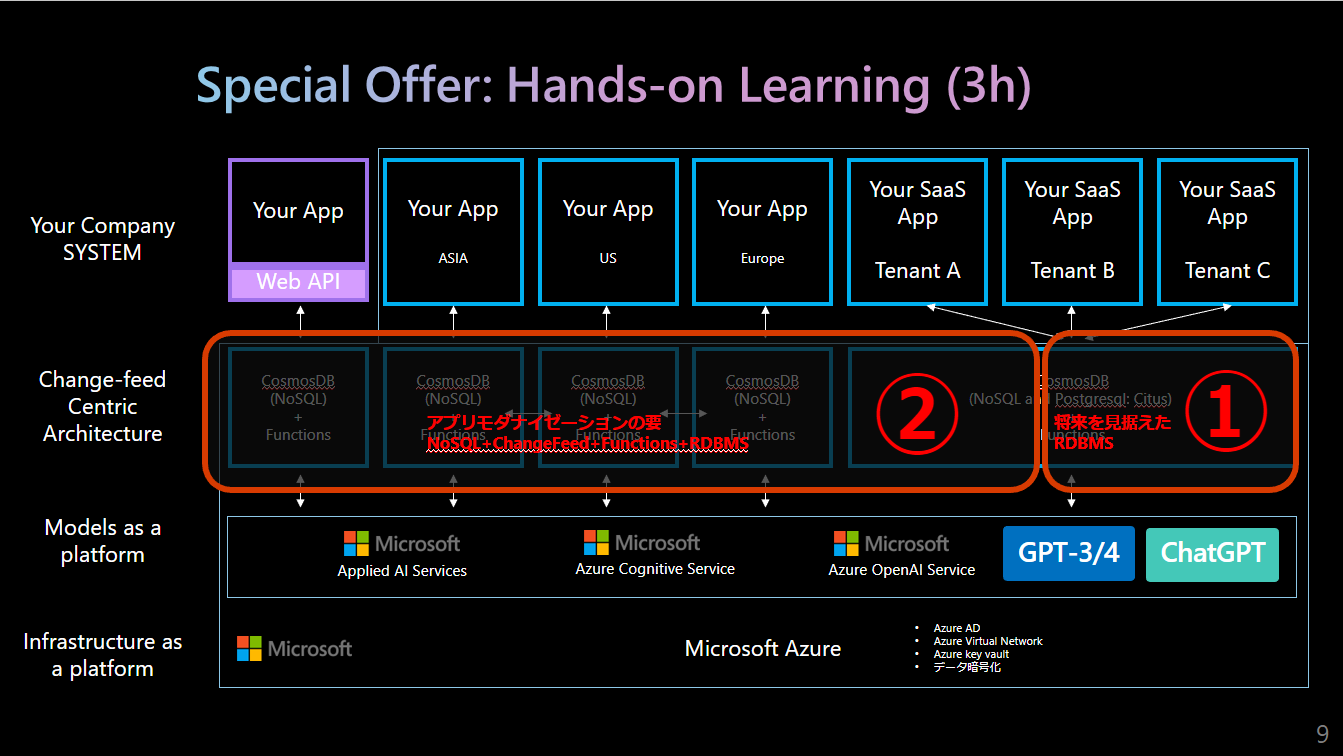 Special Offer: Hands-on Learning (3h)
Your Company
SYSTEM
Your App
Web API
Your App
ASIA
Your App
US
Your App
Europe
Your SaaS
App
Tenant A
Your SaaS
App
Tenant B
Your SaaS
App
Tenant C
Change-feed
Centric
Architecture
CosmosDB
(NoSQL)
+
Functions
CosmosDB
(NoSQL)
+
Functions
CosmosDB
(NoSQL)
+
Functions
CosmosDB
(NoSQL)
+
Functions
CosmosDB
(NoSQL and Postgresql: Citus)
Functions
アプリモダナイゼーションの要
NoSQL+ChangeFeed+Functions+RDBMS
②
将来を見据えた
RDBMS
①
Models as a
platform
Microsoft
Applied AI Services
Microsoft
Azure Cognitive Service
Microsoft
Azure OpenAI Service
GPT-3/4
ChatGPT
Infrastructure as
a platform
Microsoft
Microsoft Azure
• Azure AD
• Azure Virtual Network
• Azure key vault
• データ暗号化
9